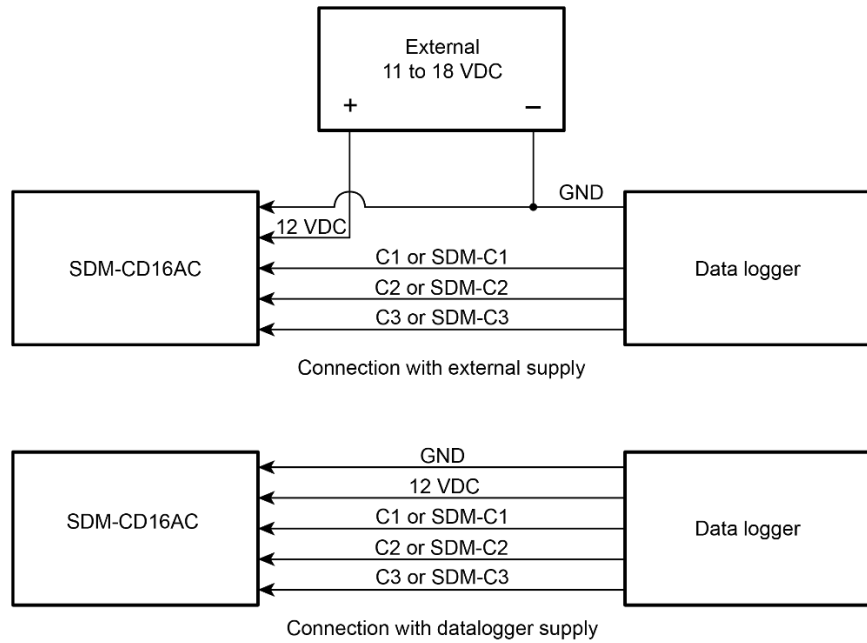 External
11 to 18 VDC
+ −
GND
12 VDC
SDM-CD16AC
C1 or SDM-C1
C2 or SDM-C2
C3 or SDM-C3
Data logger
Connection with external supply
GND
12 VDC
SDM-CD16AC
C1 or SDM-C1
C2 or SDM-C2
C3 or SDM-C3
Data logger
Connection with datalogger supply